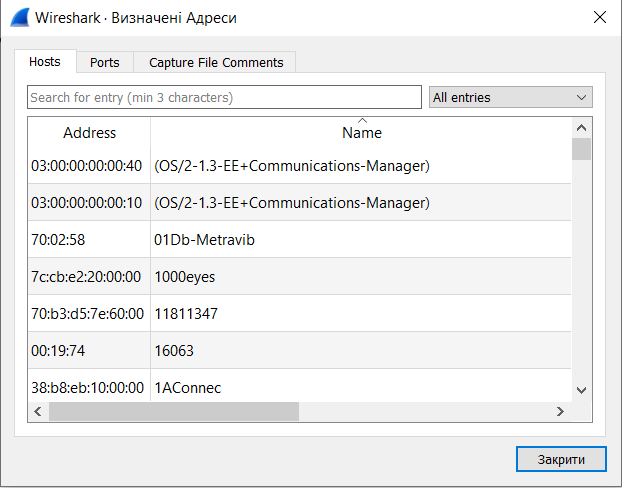 Wireshark · Визначені Адреси
Hosts Ports Capture File Comments
Search for entry (min 3 characters) All entries
Address Name
03:00:00:00:00:40 (OS/2-1.3-EE+Communications-Manager)
03:00:00:00:00:10 (OS/2-1.3-EE+Communications-Manager)
70:02:58 01Db-Metravib
7c:cb:e2:20:00:00 1000eyes
70:b3:d5:7e:60:00 11811347
00:19:74 16063
38:b8:eb:10:00:00 1AConnec
Закрити